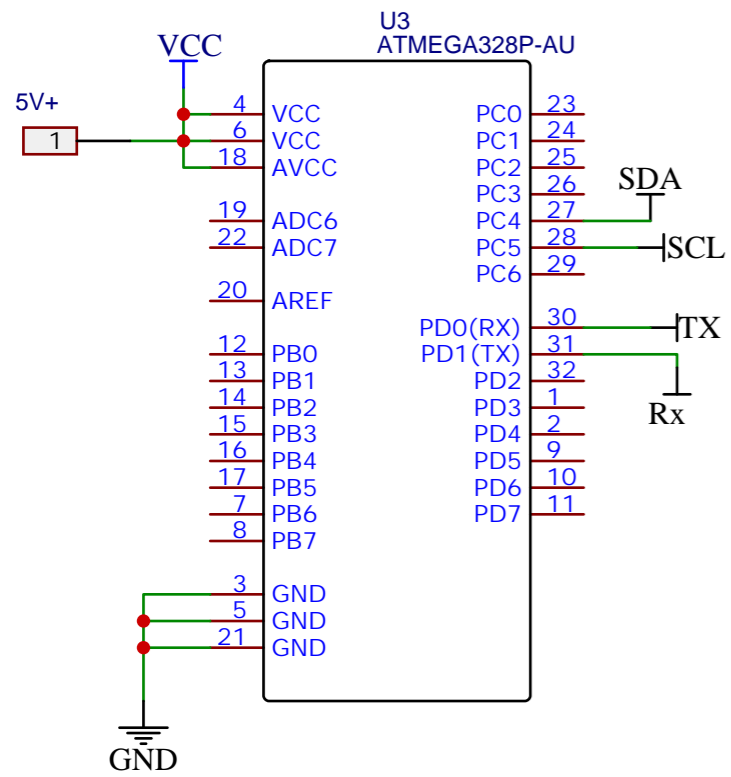 U3
ATMEGA328P-AU
VCC
5V+
1
4 VCC
6 VCC
18 AVCC
19 ADC6
22 ADC7
20 AREF
12 PB0
13 PB1
14 PB2
15 PB3
16 PB4
17 PB5
7 PB6
8 PB7
3 GND
5 GND
21 GND
GND
PC0 23
PC1 24
PC2 25
PC3 26
PC4 27
SDA
PC5 28
SCL
PC6 29
PD0(RX) 30
TX
PD1(TX) 31
Rx
PD2 32
PD3 1
PD4 2
PD5 9
PD6 10
PD7 11